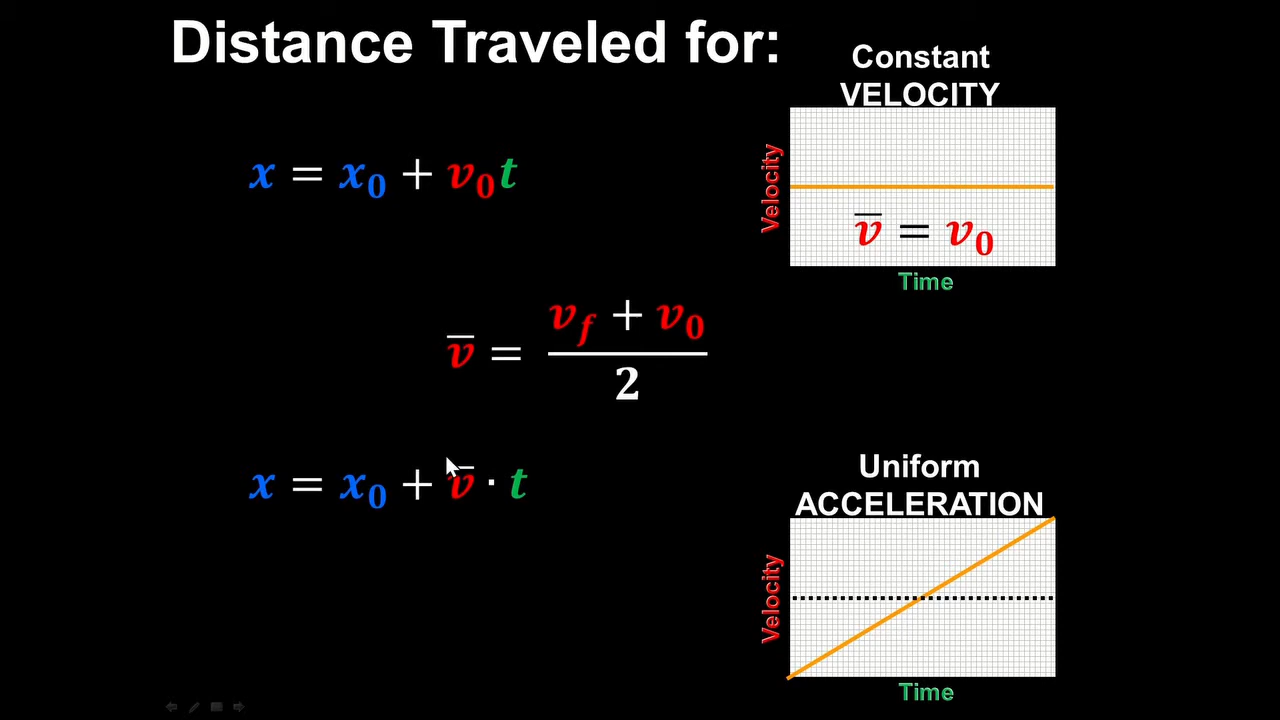 Distance Traveled for:
Constant
VELOCITY
x = x₀ + v₀t
Velocity
v̅ = v₀
Time
v̅ = (v_f + v₀) / 2
x = x₀ + v̅ · t
Uniform
ACCELERATION
Velocity
Time